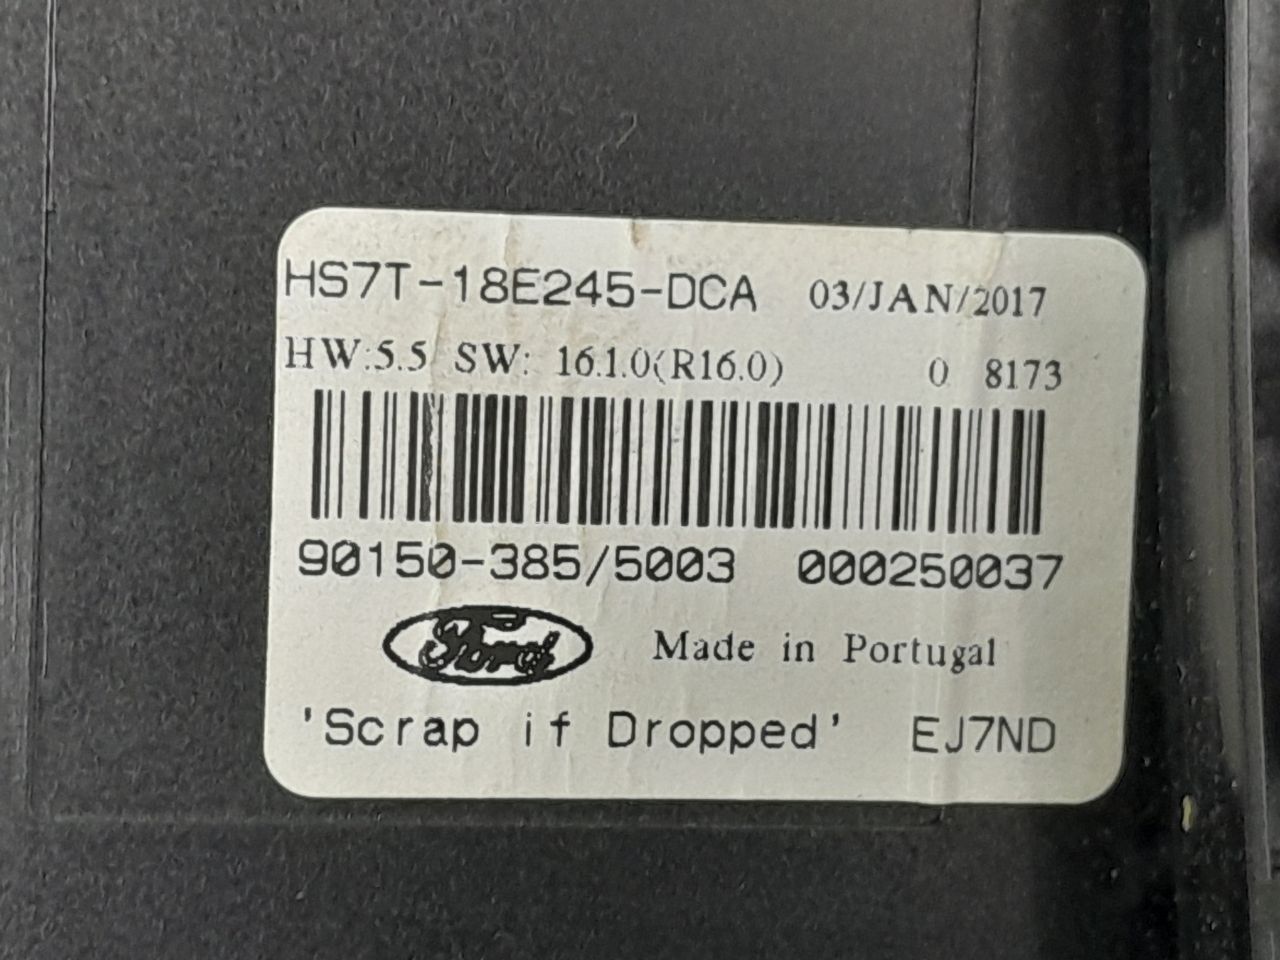 HS7T-18E245-DCA 03/JAN/2017
HW:5.5 SW: 16.1.0(R16.0) 0 8173
90150-385/5003 000250037
Ford Made in Portugal
'Scrap if Dropped' EJ7ND